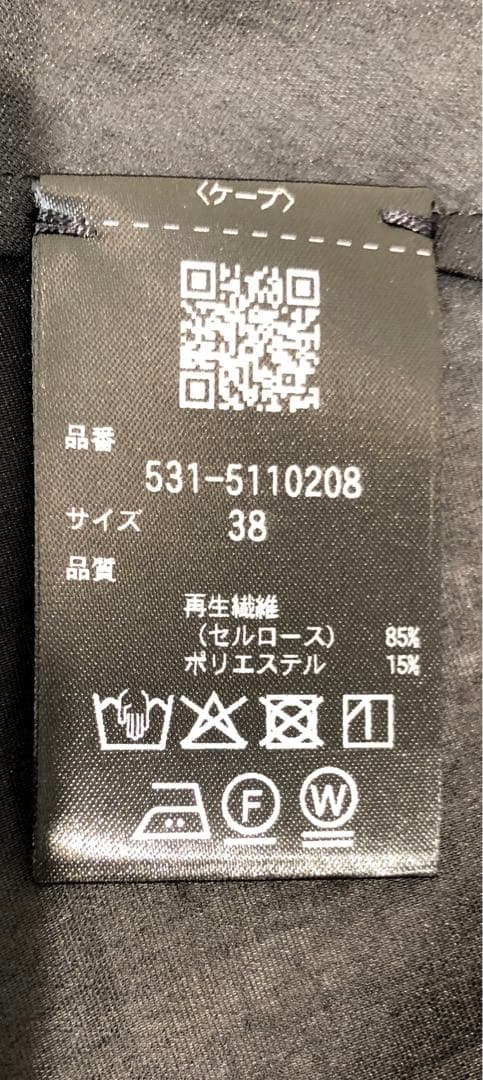 〈ケープ〉
品番
531-5110208
サイズ 38
品質
再生繊維
(セルロース) 85%
ポリエステル 15%
F W